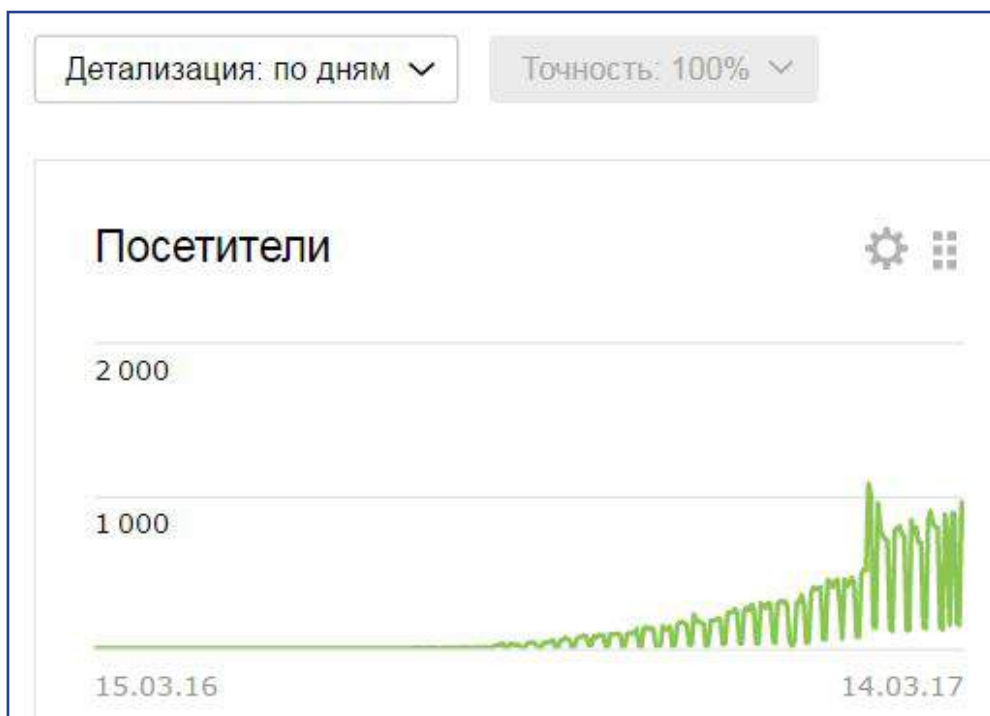 Детализация: по дням
Точность: 100%
Посетители
2 000
1 000
15.03.16
14.03.17